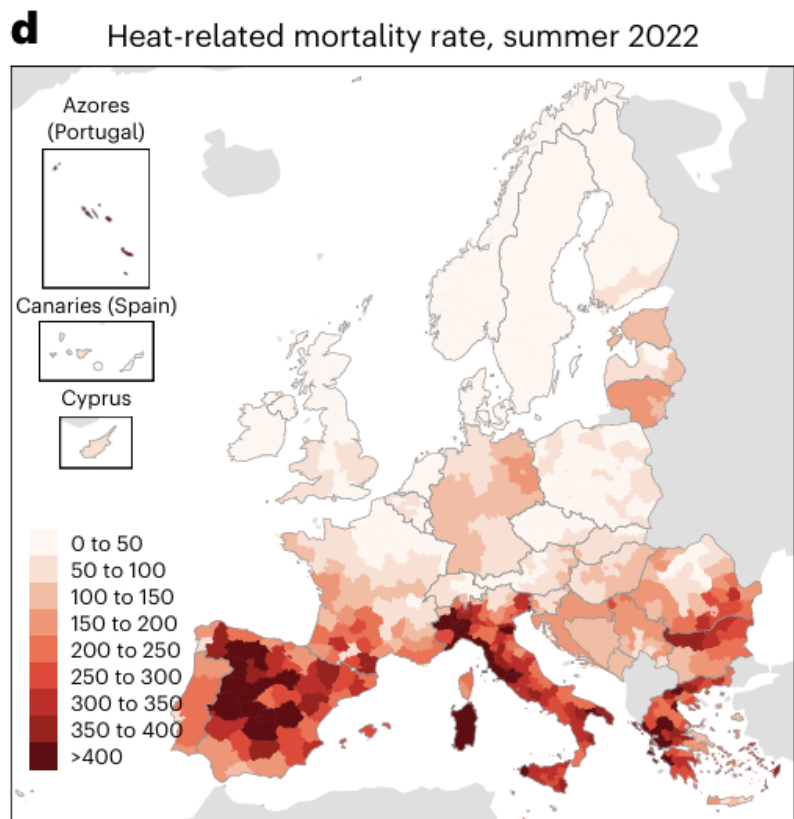 d
Heat-related mortality rate, summer 2022
Azores
(Portugal)
Canaries (Spain)
Cyprus
0 to 50
50 to 100
100 to 150
150 to 200
200 to 250
250 to 300
300 to 350
350 to 400
>400